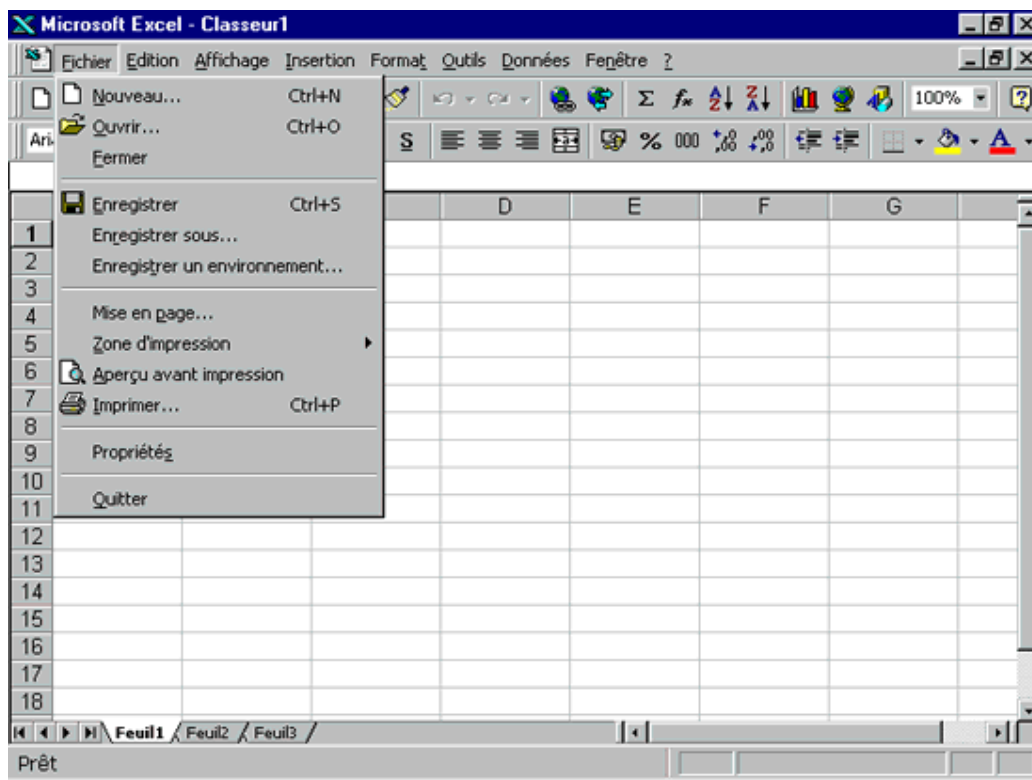 Microsoft Excel - Classeur1
Fichier Edition Affichage Insertion Format Outils Données Fenêtre ?
Nouveau... Ctrl+N
Ouvrir... Ctrl+O
Fermer
Enregistrer Ctrl+S
Enregistrer sous...
Enregistrer un environnement...
Mise en page...
Zone d'impression
Aperçu avant impression
Imprimer... Ctrl+P
Propriétés
Quitter
Σ f* A Z Z A 100% ?
Ari S % 000 ,00 A
D E F G
1
2
3
4
5
6
7
8
9
10
11
12
13
14
15
16
17
18
Feuil1 Feuil2 Feuil3
Prêt